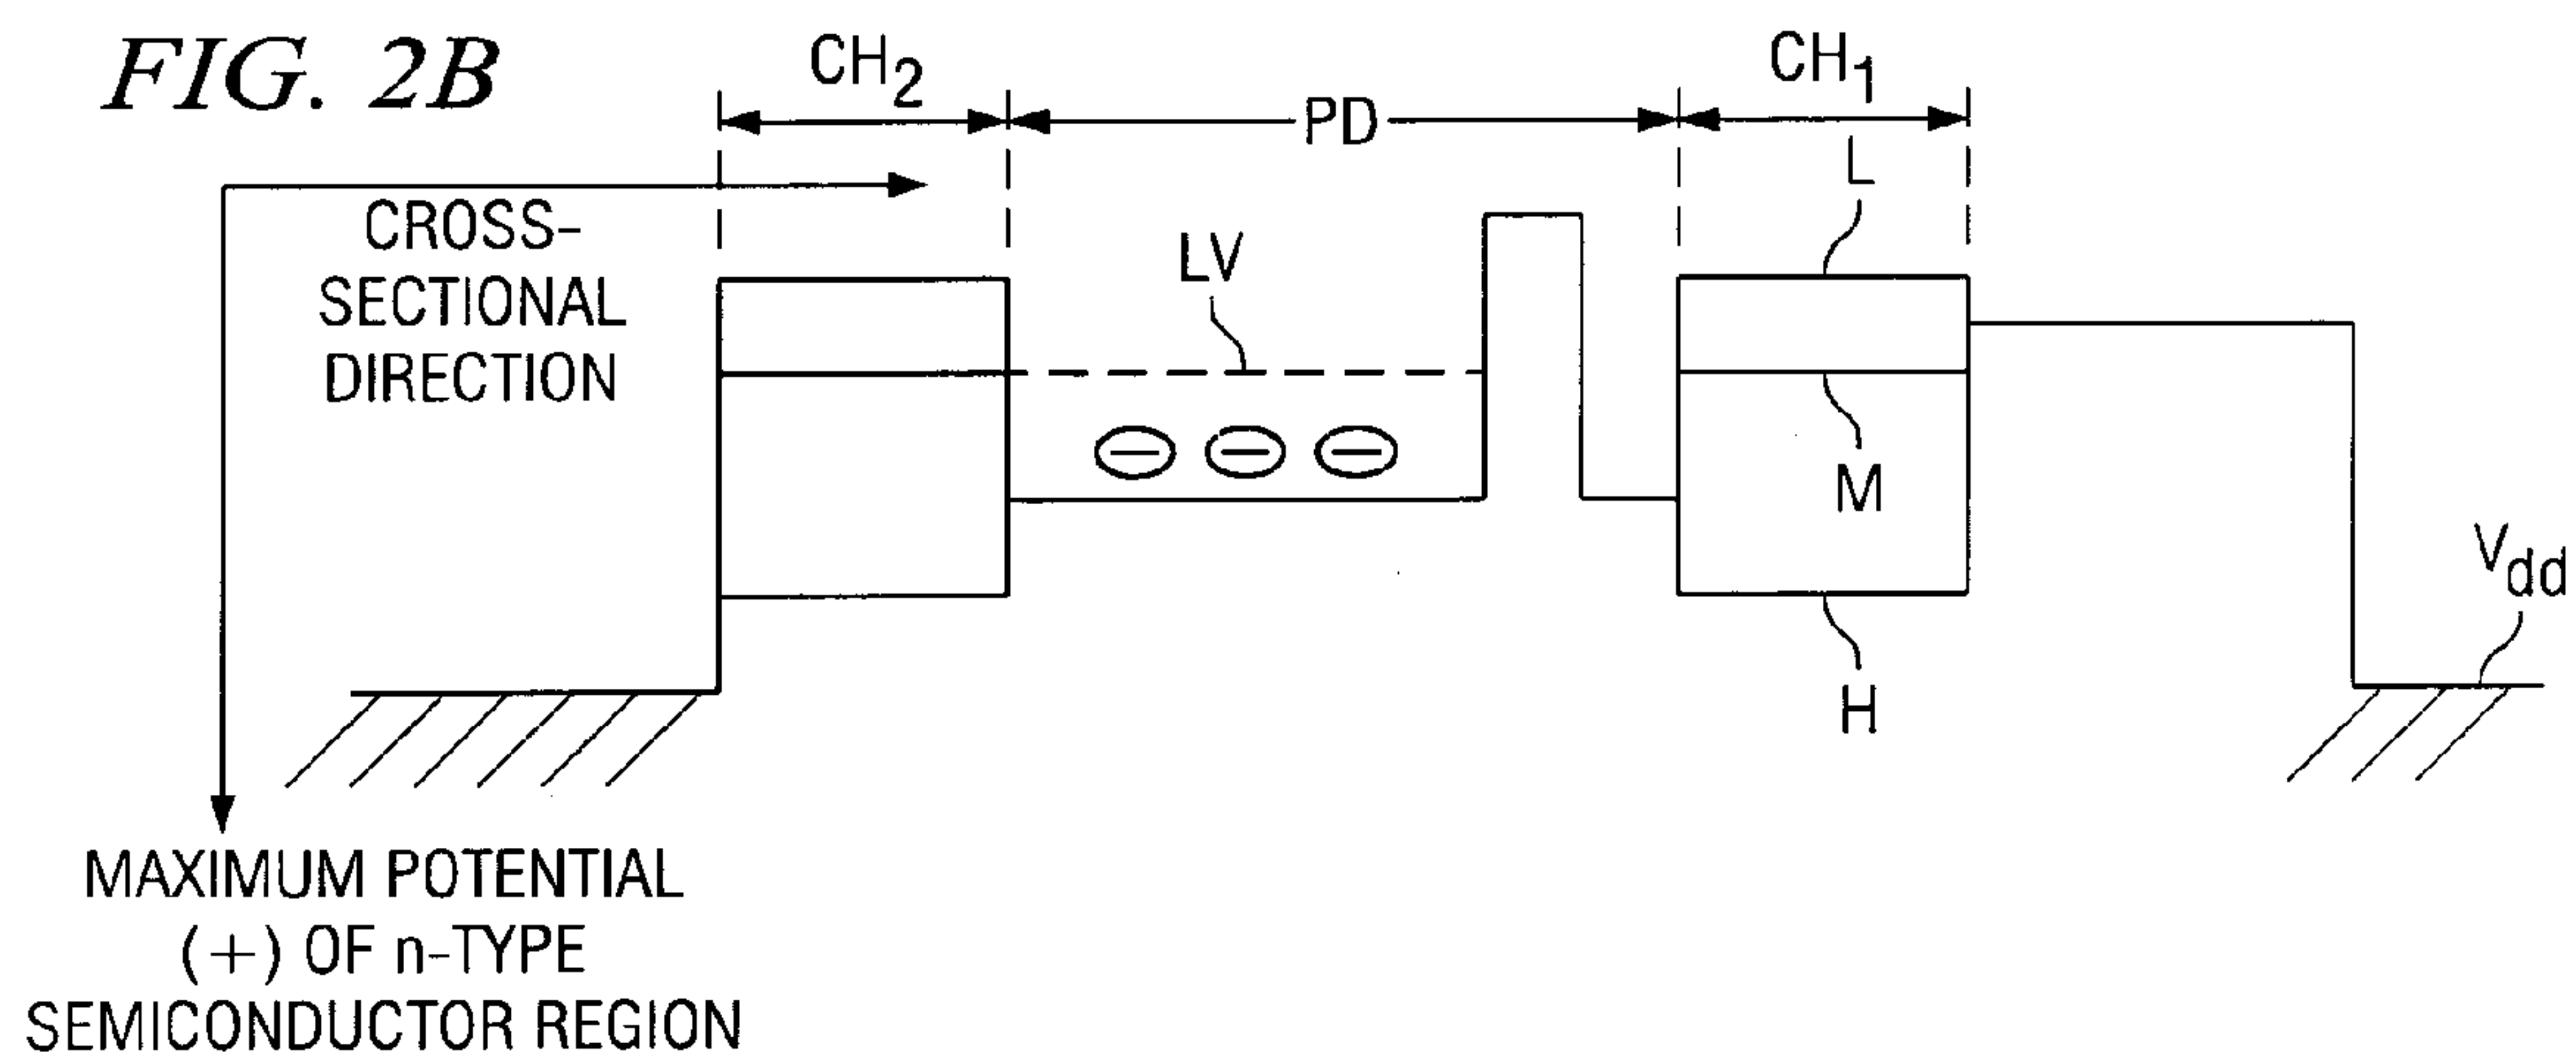 FIG. 2B
CH2
PD
CH1
CROSS-
SECTIONAL
DIRECTION
LV
L
M
H
Vdd
MAXIMUM POTENTIAL
(+) OF n-TYPE
SEMICONDUCTOR REGION